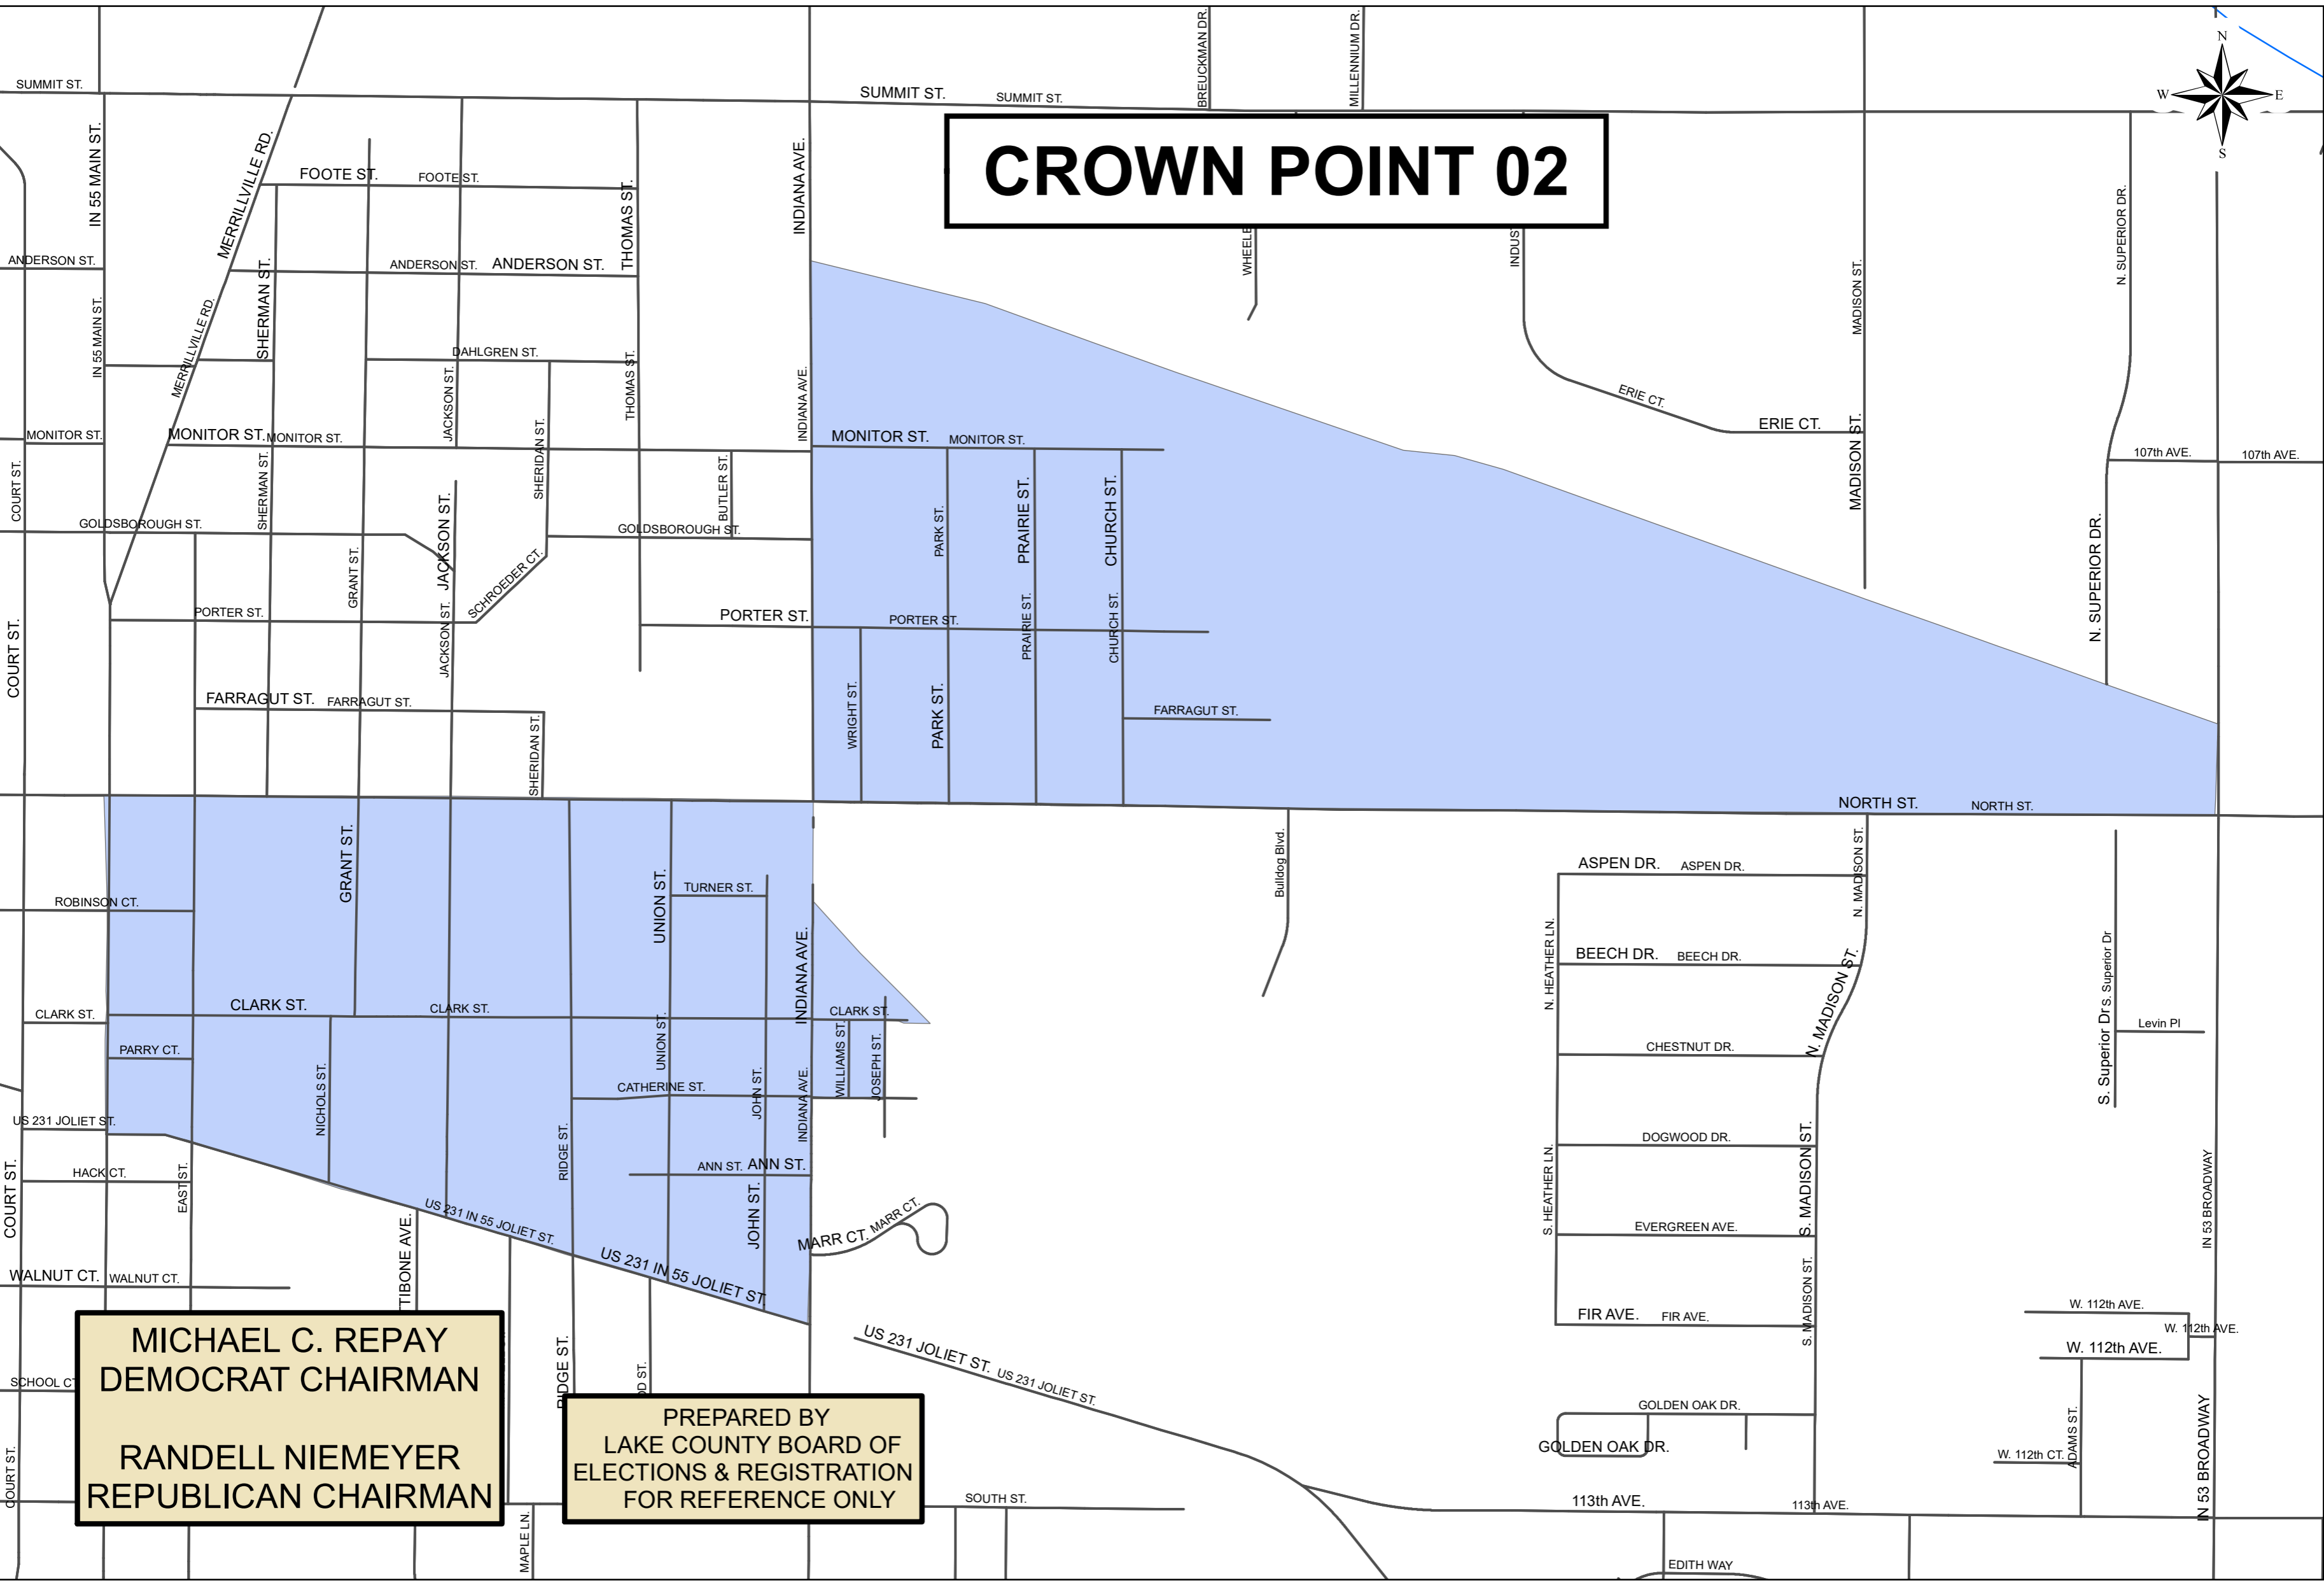 BREUCKMAN DR.
MILLENNIUM DR.
N
W
E
S
SUMMIT ST.
SUMMIT ST.
SUMMIT ST.
CROWN POINT 02
IN 55 MAIN ST.
MERRILLVILLE RD.
FOOTE ST.
FOOTE ST.
THOMAS ST.
INDIANA AVE.
N. SUPERIOR DR.
ANDERSON ST.
ANDERSON ST.
ANDERSON ST.
SHERMAN ST.
MADISON ST.
IN 55 MAIN ST.
MERRILLVILLE RD.
DAHLGREN ST.
JACKSON ST.
THOMAS ST.
INDIANA AVE.
ERIE CT.
ERIE CT.
MADISON ST.
MONITOR ST.
MONITOR ST.
MONITOR ST.
MONITOR ST.
MONITOR ST.
107th AVE.
107th AVE.
COURT ST.
SHERMAN ST.
SHERIDAN ST.
BUTLER ST.
PARK ST.
PRAIRIE ST.
CHURCH ST.
GOLDSBOROUGH ST.
GOLDSBOROUGH ST.
JACKSON ST.
GRANT ST.
SCHROEDER CT.
N. SUPERIOR DR.
PORTER ST.
PORTER ST.
PORTER ST.
PRAIRIE ST.
CHURCH ST.
COURT ST.
JACKSON ST.
FARRAGUT ST.
FARRAGUT ST.
FARRAGUT ST.
WRIGHT ST.
PARK ST.
SHERIDAN ST.
NORTH ST.
NORTH ST.
GRANT ST.
UNION ST.
TURNER ST.
Bulldog Blvd.
ASPEN DR.
ASPEN DR.
N. MADISON ST.
ROBINSON CT.
INDIANA AVE.
N. HEATHER LN.
BEECH DR.
BEECH DR.
N. MADISON ST.
S. Superior Dr
S. Superior Dr
CLARK ST.
CLARK ST.
CLARK ST.
CLARK ST.
Levin Pl
PARRY CT.
UNION ST.
WILLIAMS ST.
JOSEPH ST.
CHESTNUT DR.
NICHOLS ST.
CATHERINE ST.
JOHN ST.
INDIANA AVE.
US 231 JOLIET ST.
RIDGE ST.
DOGWOOD DR.
S. MADISON ST.
HACK CT.
COURT ST.
EAST ST.
ANN ST.
ANN ST.
JOHN ST.
S. HEATHER LN.
IN 53 BROADWAY
US 231 IN 55 JOLIET ST.
US 231 IN 55 JOLIET ST.
MARR CT.
MARR CT.
EVERGREEN AVE.
WALNUT CT.
WALNUT CT.
TIBONE AVE.
S. MADISON ST.
FIR AVE.
FIR AVE.
W. 112th AVE.
W. 112th AVE.
W. 112th AVE.
MICHAEL C. REPAY
DEMOCRAT CHAIRMAN
RANDELL NIEMEYER
REPUBLICAN CHAIRMAN
US 231 JOLIET ST.
US 231 JOLIET ST.
PREPARED BY
LAKE COUNTY BOARD OF
ELECTIONS & REGISTRATION
FOR REFERENCE ONLY
GOLDEN OAK DR.
GOLDEN OAK DR.
ADAMS ST.
W. 112th CT.
IN 53 BROADWAY
COURT ST.
SOUTH ST.
113th AVE.
113th AVE.
MAPLE LN.
EDITH WAY